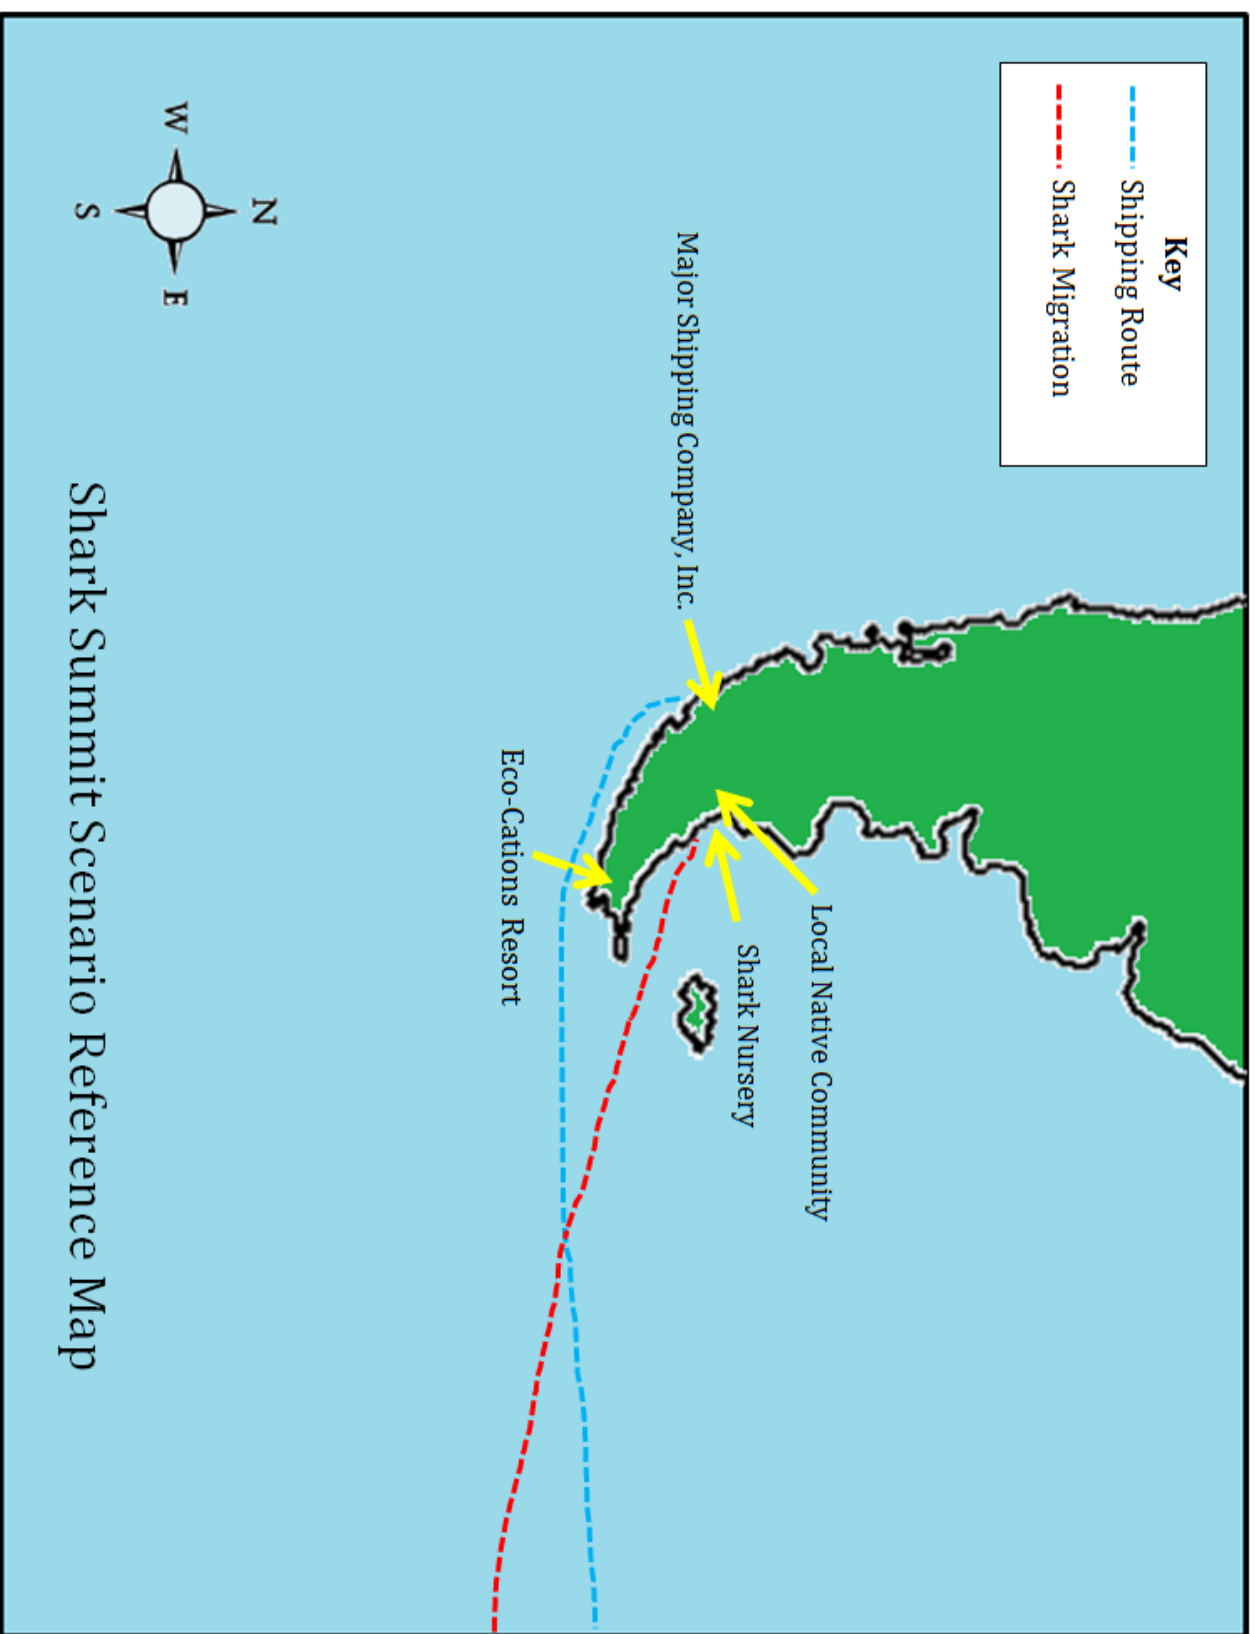 Key
Shipping Route
Shark Migration
Local Native Community
Shark Nursery
Major Shipping Company, Inc.
Eco-Cations Resort
N
W
E
S
Shark Summit Scenario Reference Map